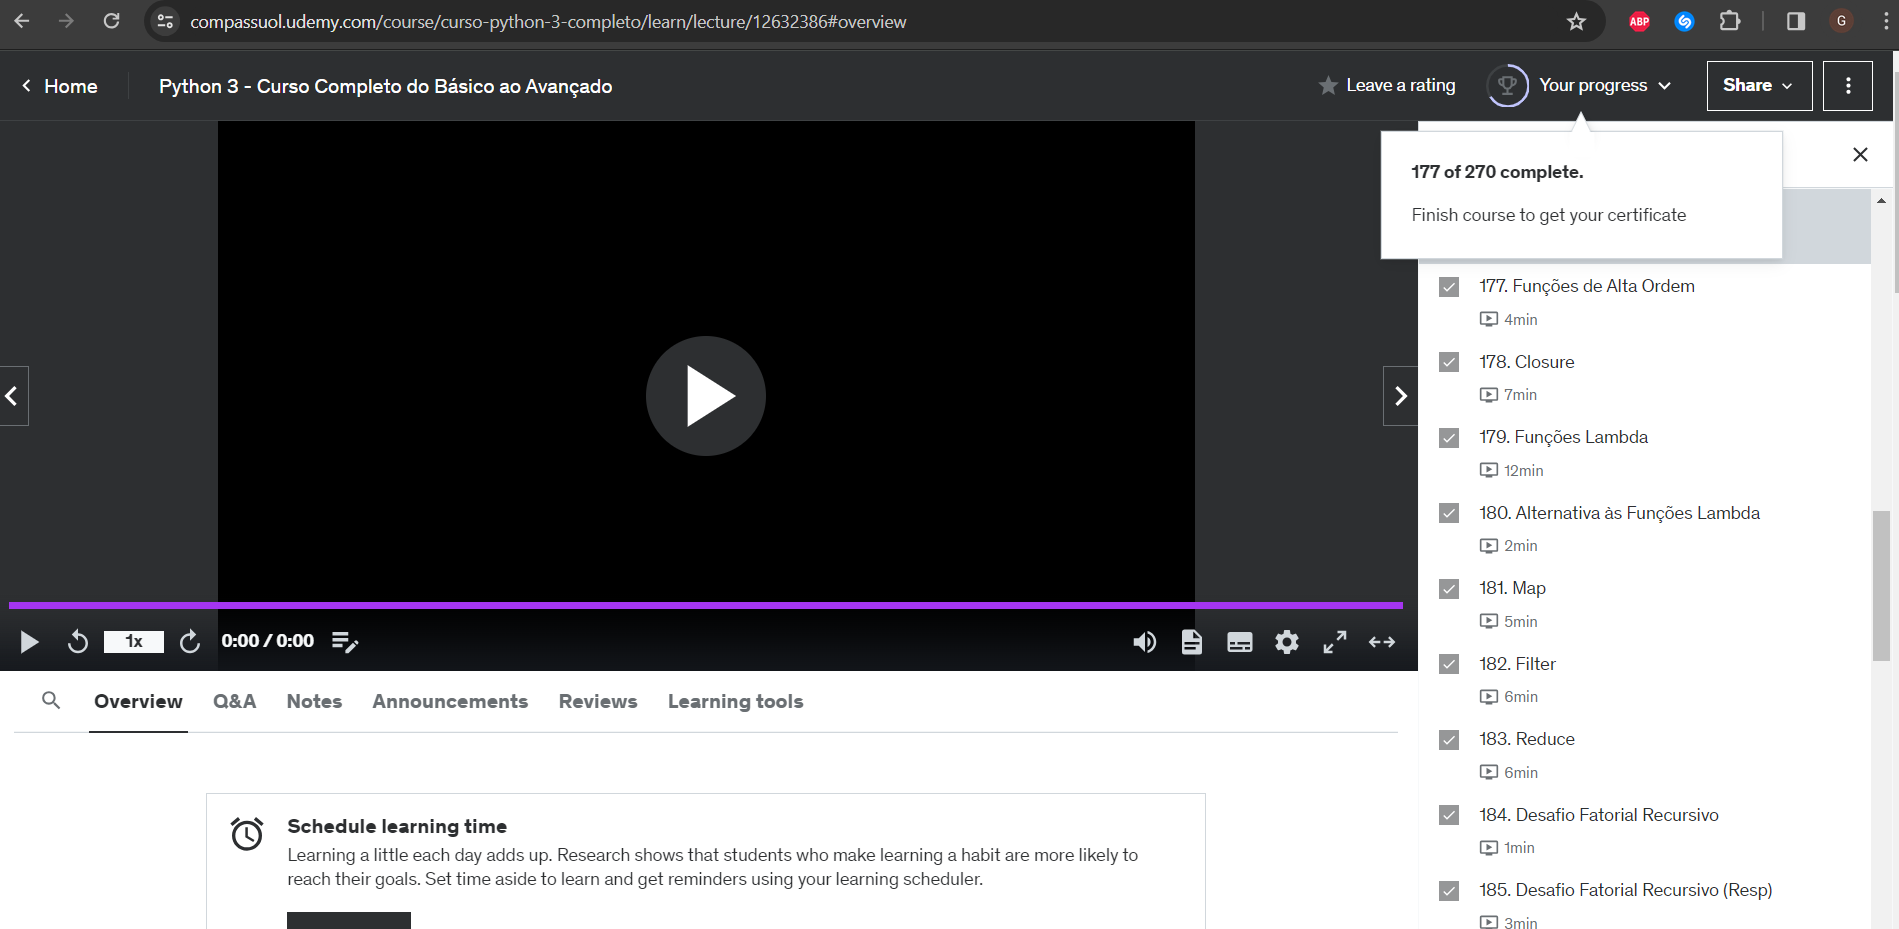 compassuol.udemy.com/course/curso-python-3-completo/learn/lecture/12632386#overview
ABP
G
Home
Python 3 - Curso Completo do Básico ao Avançado
Leave a rating
Your progress
Share
177 of 270 complete.
Finish course to get your certificate
177. Funções de Alta Ordem
4min
178. Closure
7min
179. Funções Lambda
12min
180. Alternativa às Funções Lambda
2min
181. Map
5min
182. Filter
6min
183. Reduce
6min
184. Desafio Fatorial Recursivo
1min
185. Desafio Fatorial Recursivo (Resp)
3min
1x
0:00 / 0:00
Overview
Q&A
Notes
Announcements
Reviews
Learning tools
Schedule learning time
Learning a little each day adds up. Research shows that students who make learning a habit are more likely to
reach their goals. Set time aside to learn and get reminders using your learning scheduler.